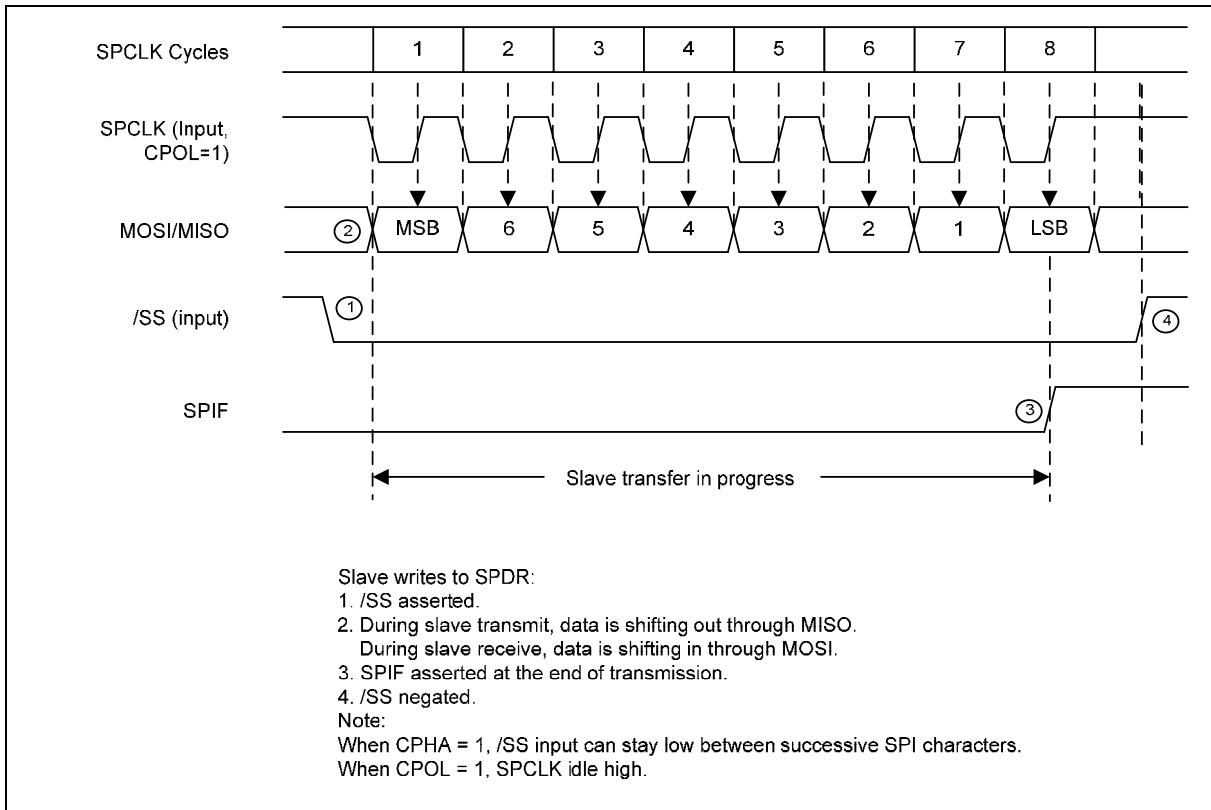 SPCLK Cycles
1 2 3 4 5 6 7 8
SPCLK (Input,
CPOL=1)
MOSI/MISO
2 MSB 6 5 4 3 2 1 LSB
/SS (input)
1
4
SPIF
3
Slave transfer in progress
Slave writes to SPDR:
1. /SS asserted.
2. During slave transmit, data is shifting out through MISO.
During slave receive, data is shifting in through MOSI.
3. SPIF asserted at the end of transmission.
4. /SS negated.
Note:
When CPHA = 1, /SS input can stay low between successive SPI characters.
When CPOL = 1, SPCLK idle high.